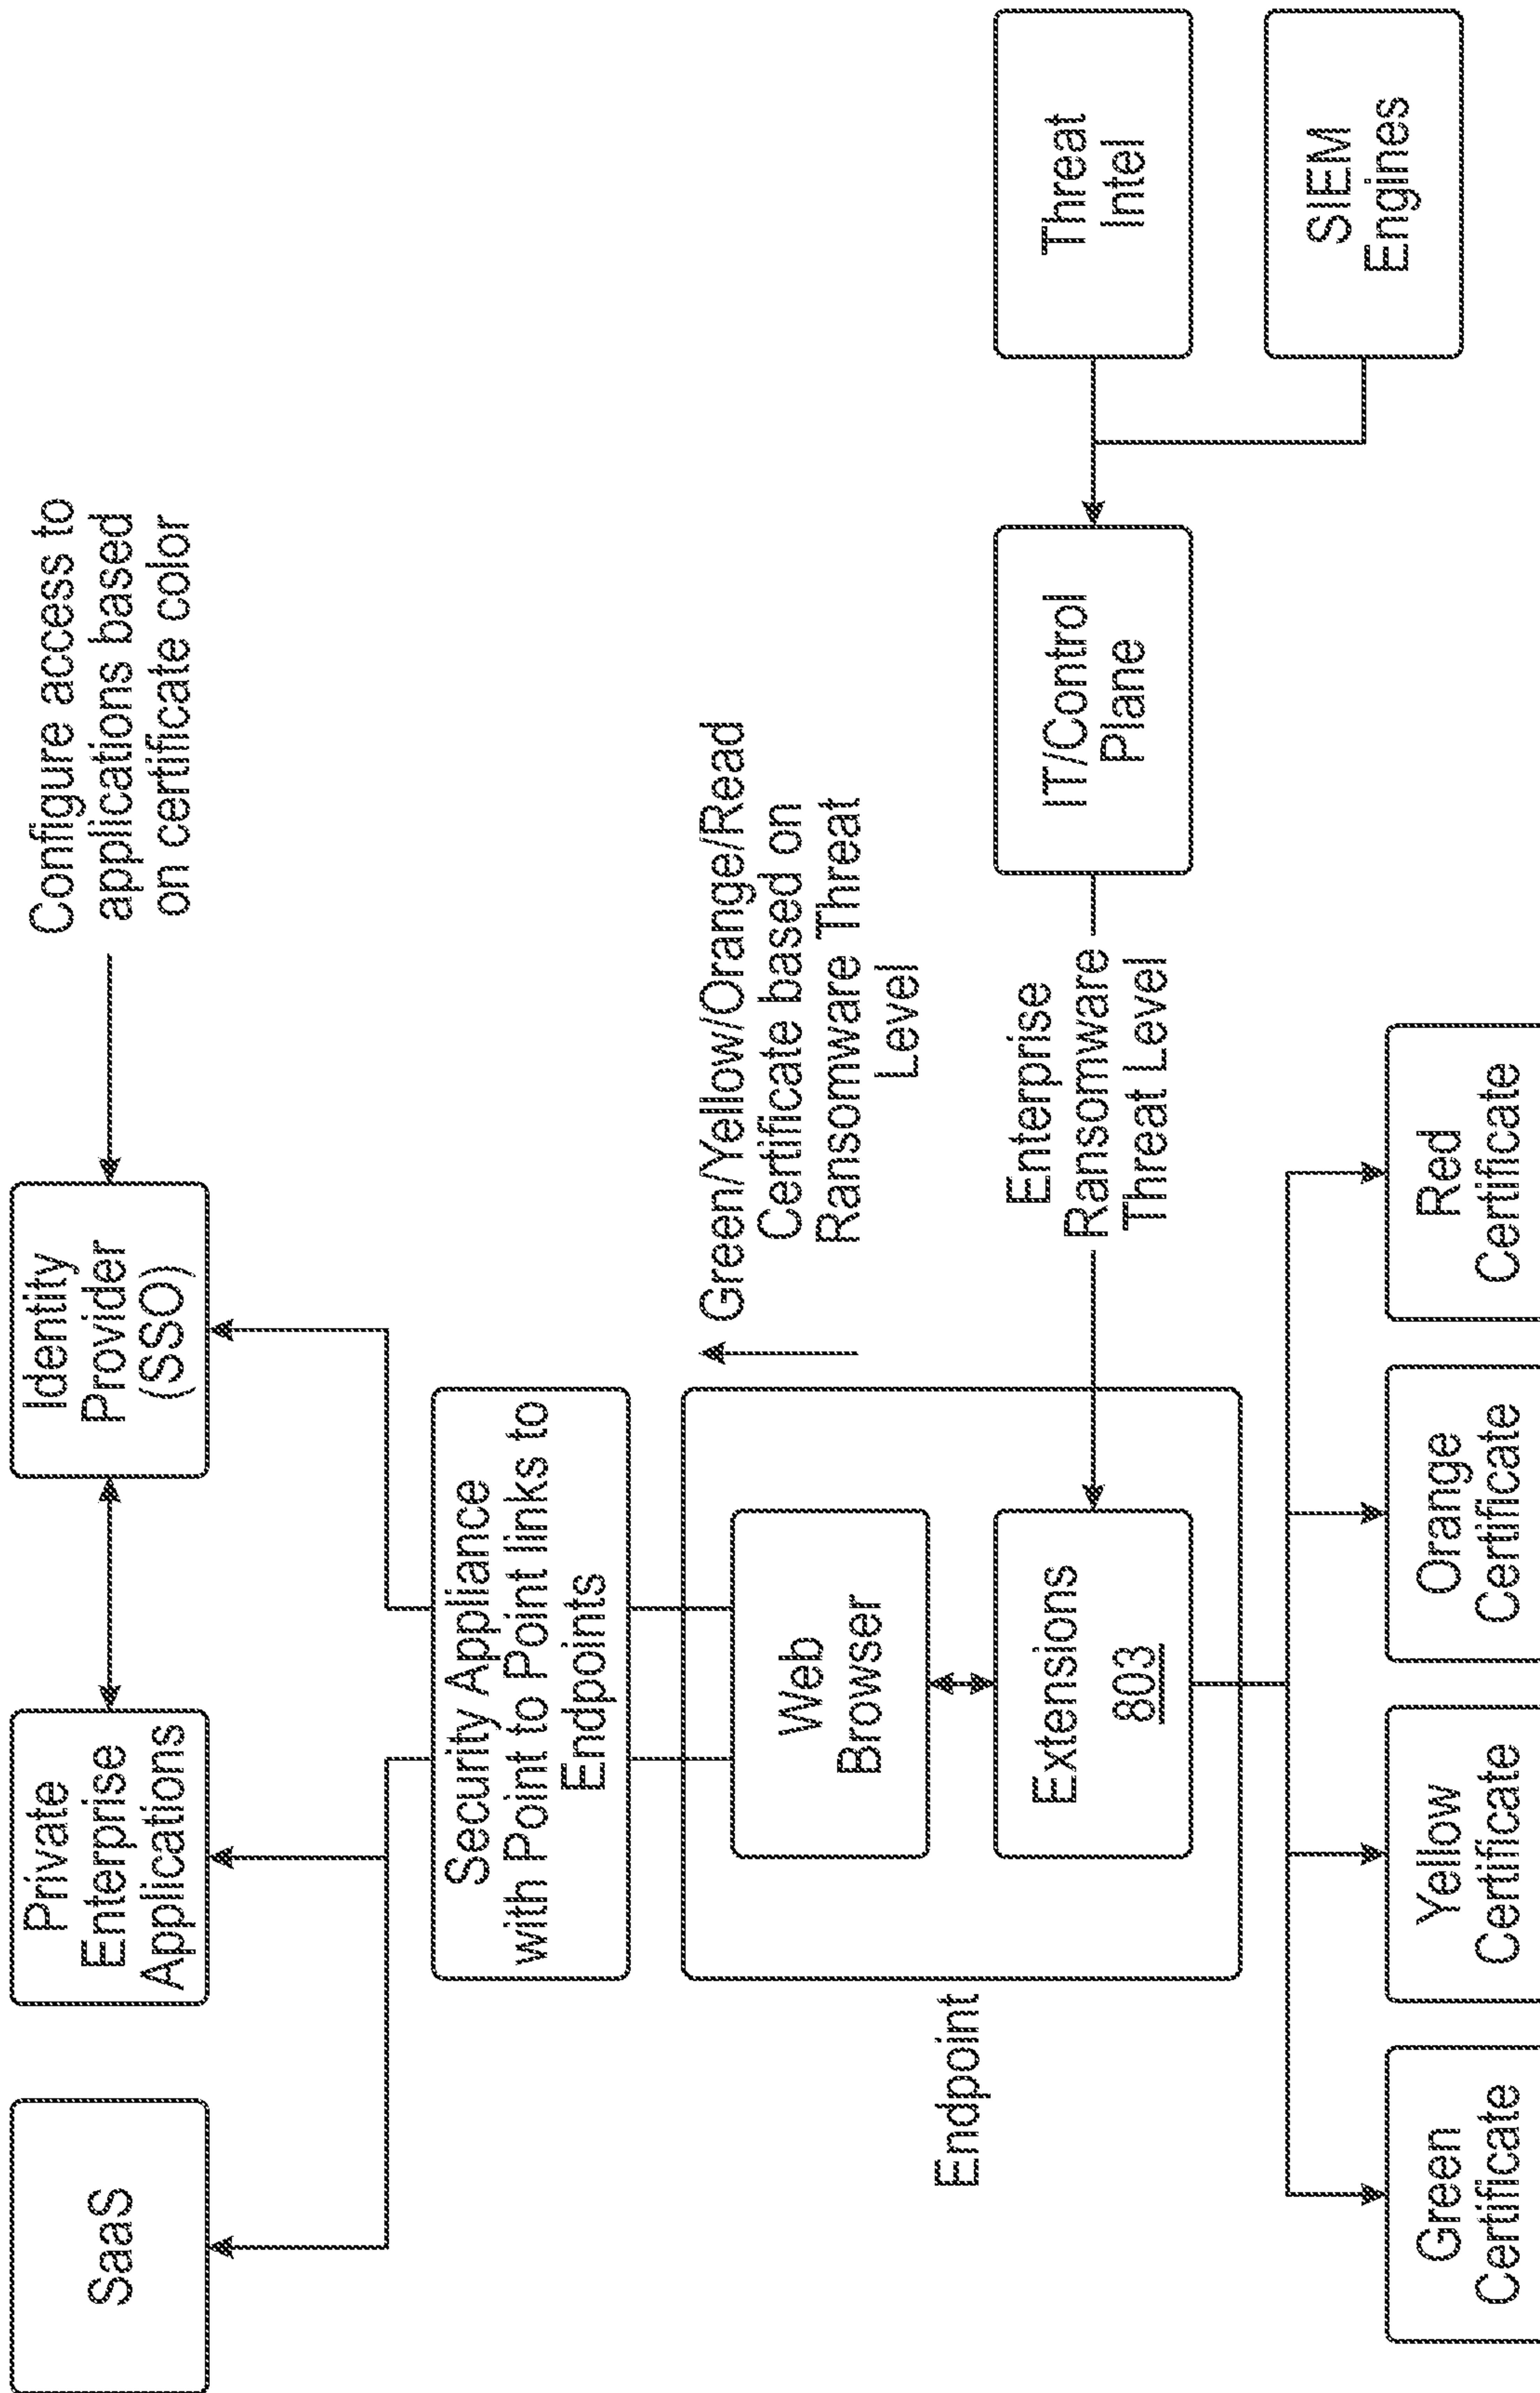 SaaS
Private
Enterprise
Applications
Identity
Provider
(SSO)
Configure access to
applications based
on certificate color
Security Appliance
with Point to Point links to
Endpoints
Green/Yellow/Orange/Read
Certificate based on
Ransomware Threat
Level
Endpoint
Web
Browser
Extensions
803
Enterprise
Ransomware
Threat Level
IT/Control
Plane
Threat
Intel
SIEM
Engines
Green
Certificate
Yellow
Certificate
Orange
Certificate
Red
Certificate